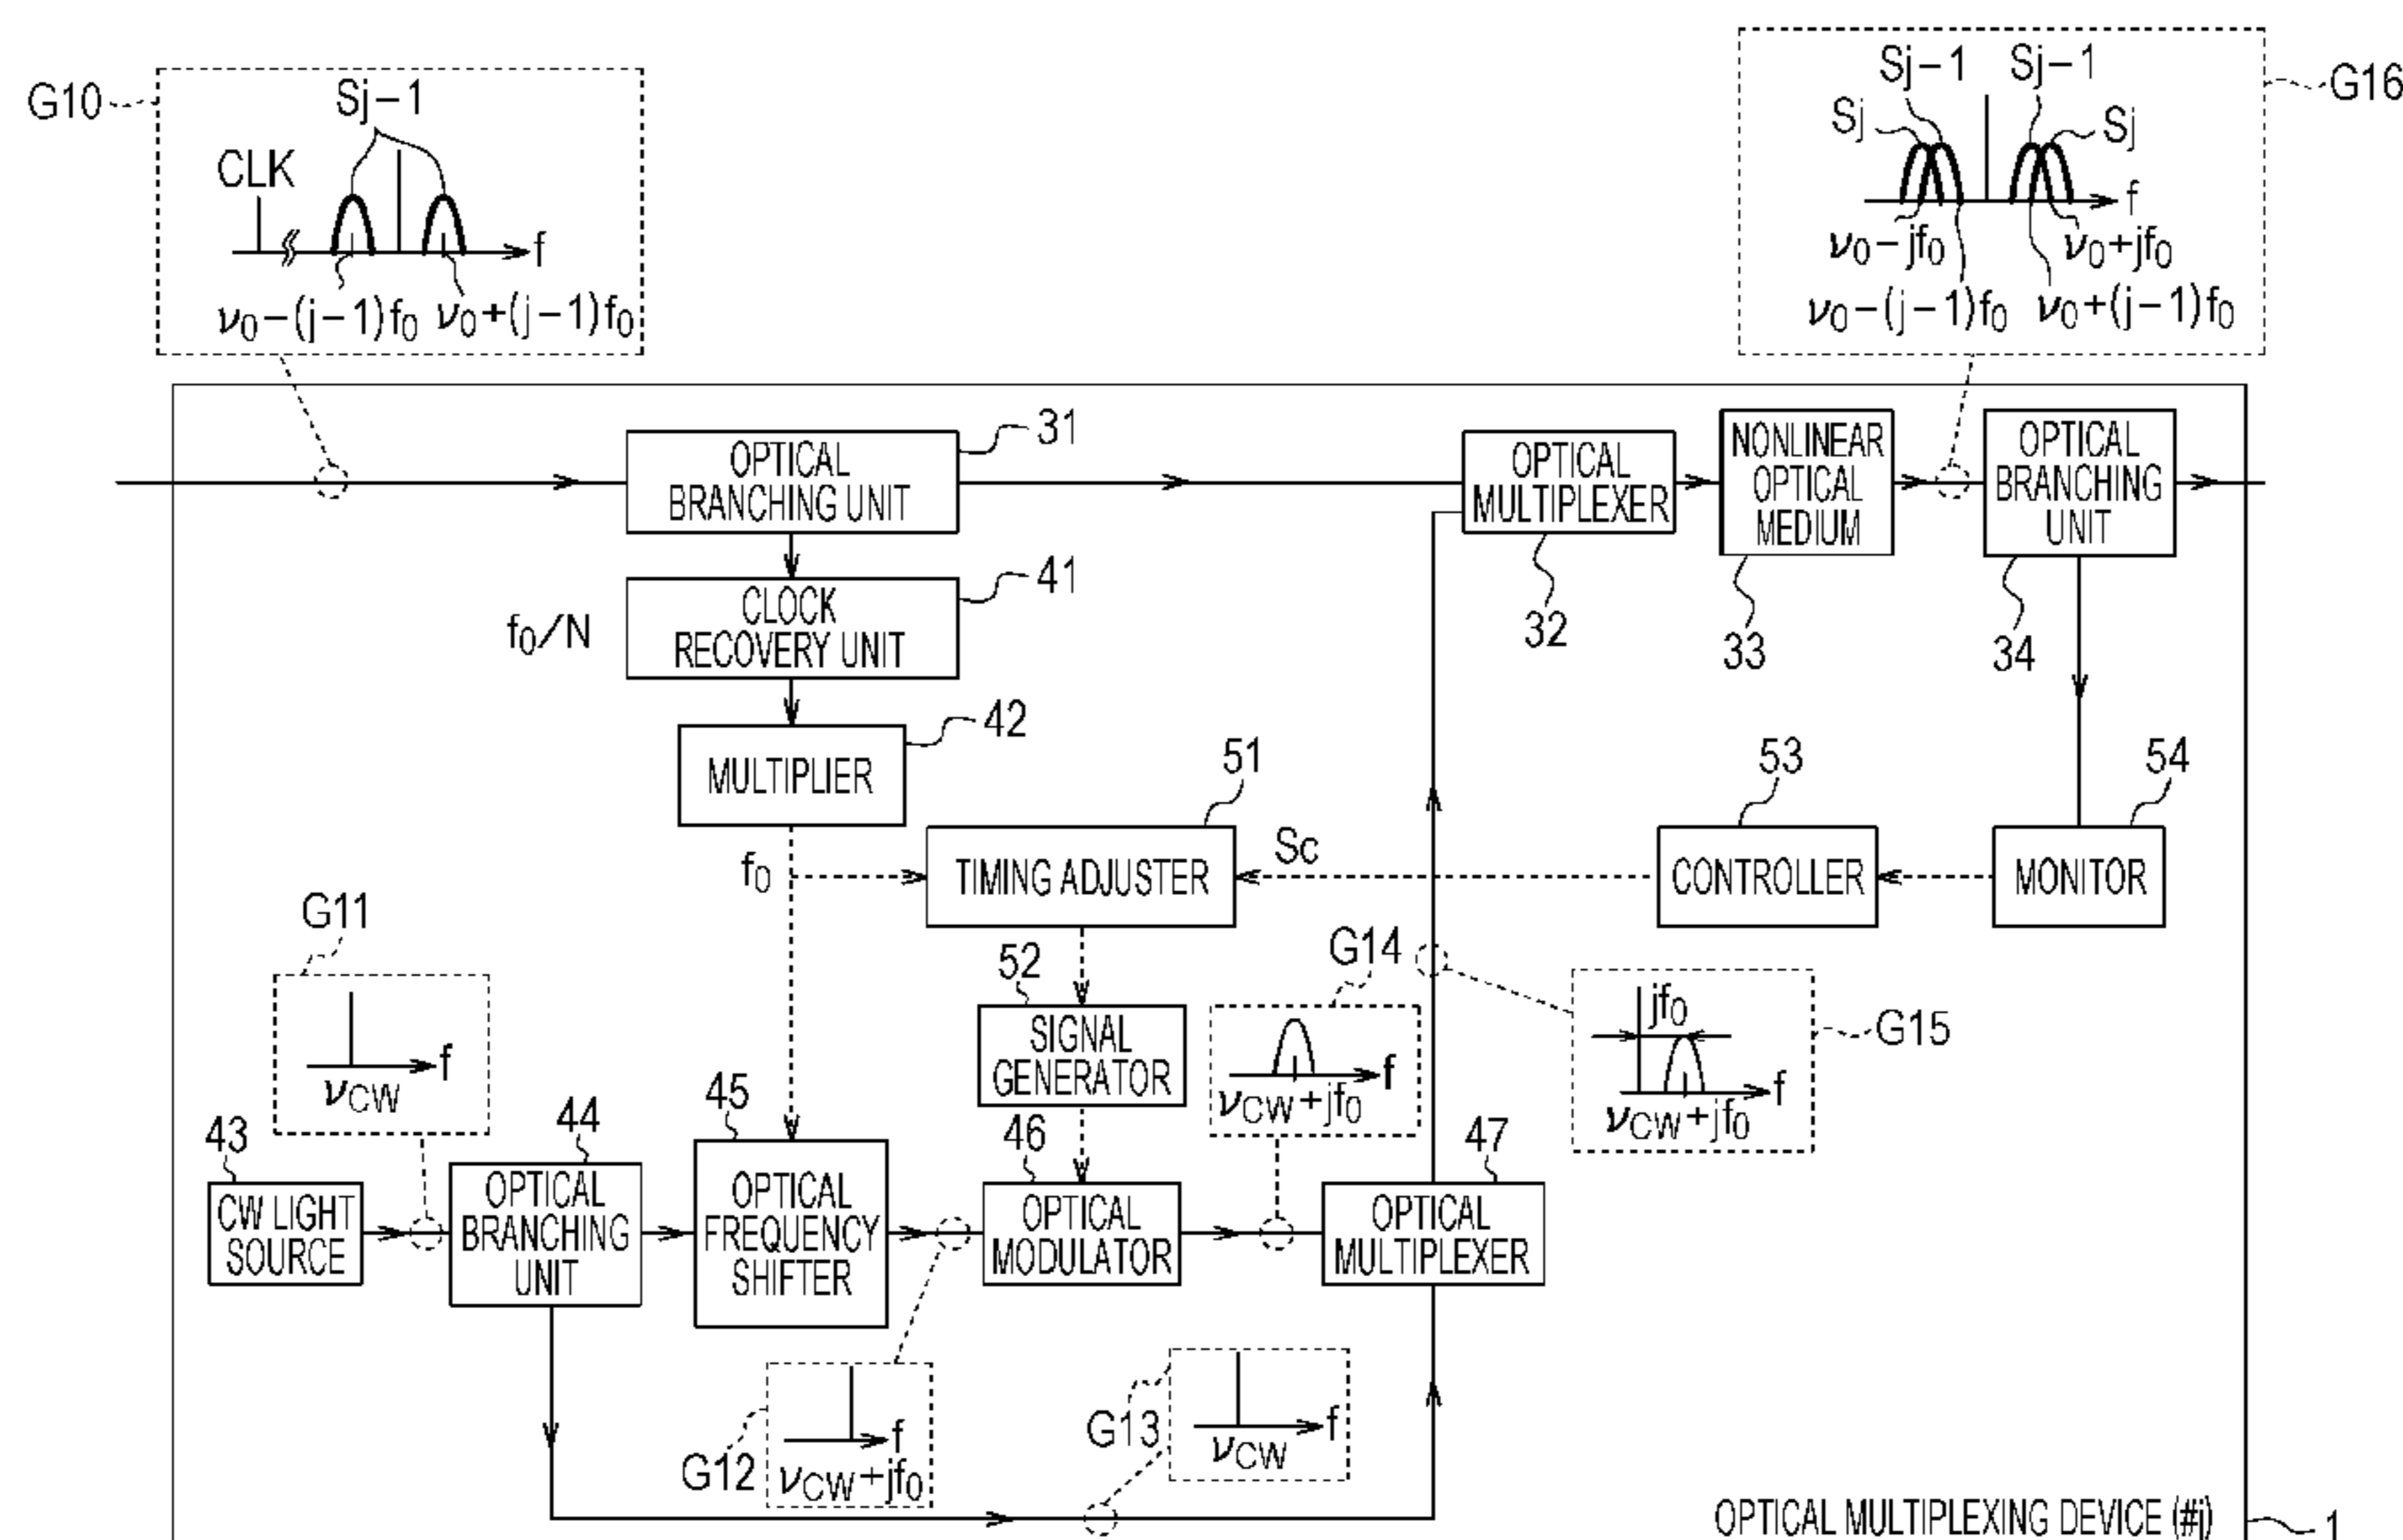 G10
Sj−1
CLK
f
ν0−(j−1)f0 ν0+(j−1)f0
Sj−1 Sj−1
Sj Sj
f
ν0−jf0 ν0+jf0
ν0−(j−1)f0 ν0+(j−1)f0
G16
OPTICAL
BRANCHING UNIT
31
OPTICAL
MULTIPLEXER
32
NONLINEAR
OPTICAL
MEDIUM
33
OPTICAL
BRANCHING
UNIT
34
f0/N
CLOCK
RECOVERY UNIT
41
MULTIPLIER
42
f0
TIMING ADJUSTER
51
Sc
CONTROLLER
53
MONITOR
54
G11
f
νCW
52
SIGNAL
GENERATOR
G14
f
νCW+jf0
jf0
f
νCW+jf0
G15
43
CW LIGHT
SOURCE
44
OPTICAL
BRANCHING
UNIT
45
OPTICAL
FREQUENCY
SHIFTER
46
OPTICAL
MODULATOR
47
OPTICAL
MULTIPLEXER
G12
f
νCW+jf0
G13
f
νCW
OPTICAL MULTIPLEXING DEVICE (#j)
1